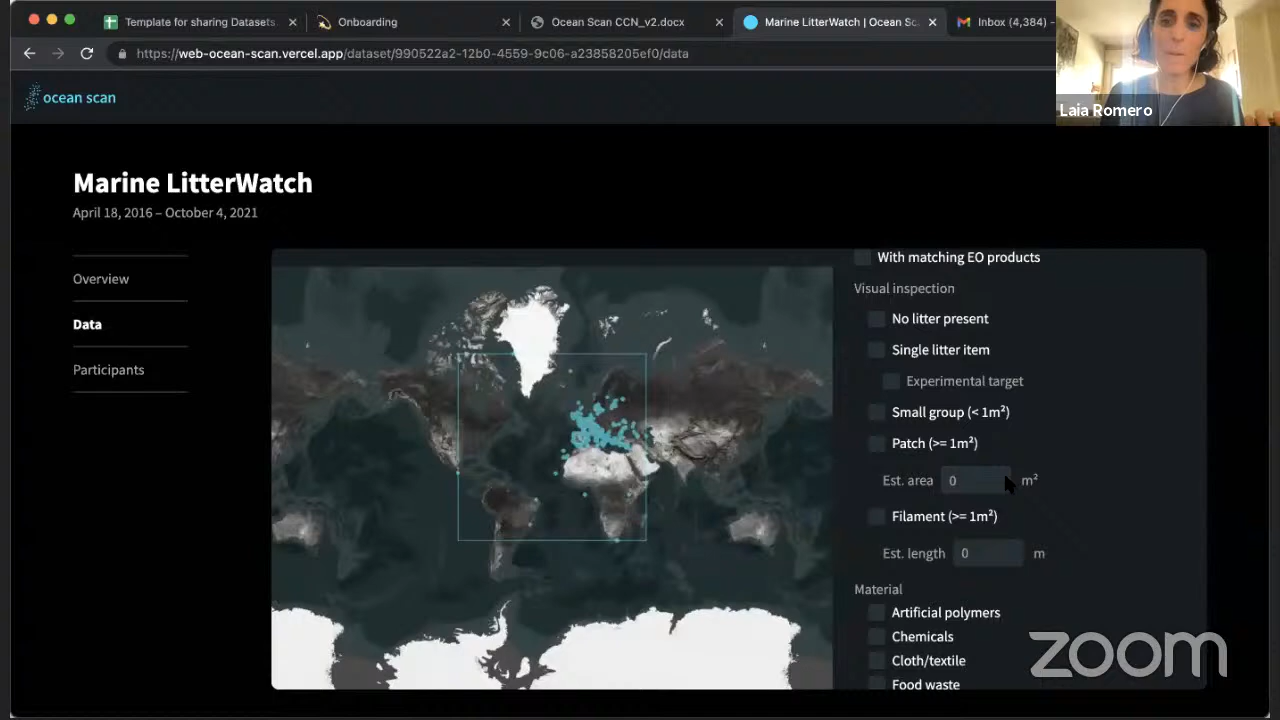 Template for sharing Datasets
Onboarding
Ocean Scan CCN_v2.docx
Marine LitterWatch | Ocean Sc
Inbox (4,384) -
https://web-ocean-scan.vercel.app/dataset/990522a2-12b0-4559-9c06-a23858205ef0/data
ocean scan
Laia Romero
Marine LitterWatch
April 18, 2016 – October 4, 2021
Overview
Data
Participants
With matching EO products
Visual inspection
No litter present
Single litter item
Experimental target
Small group (< 1m²)
Patch (>= 1m²)
Est. area 0 m²
Filament (>= 1m²)
Est. length 0 m
Material
Artificial polymers
Chemicals
Cloth/textile
Food waste
zoom